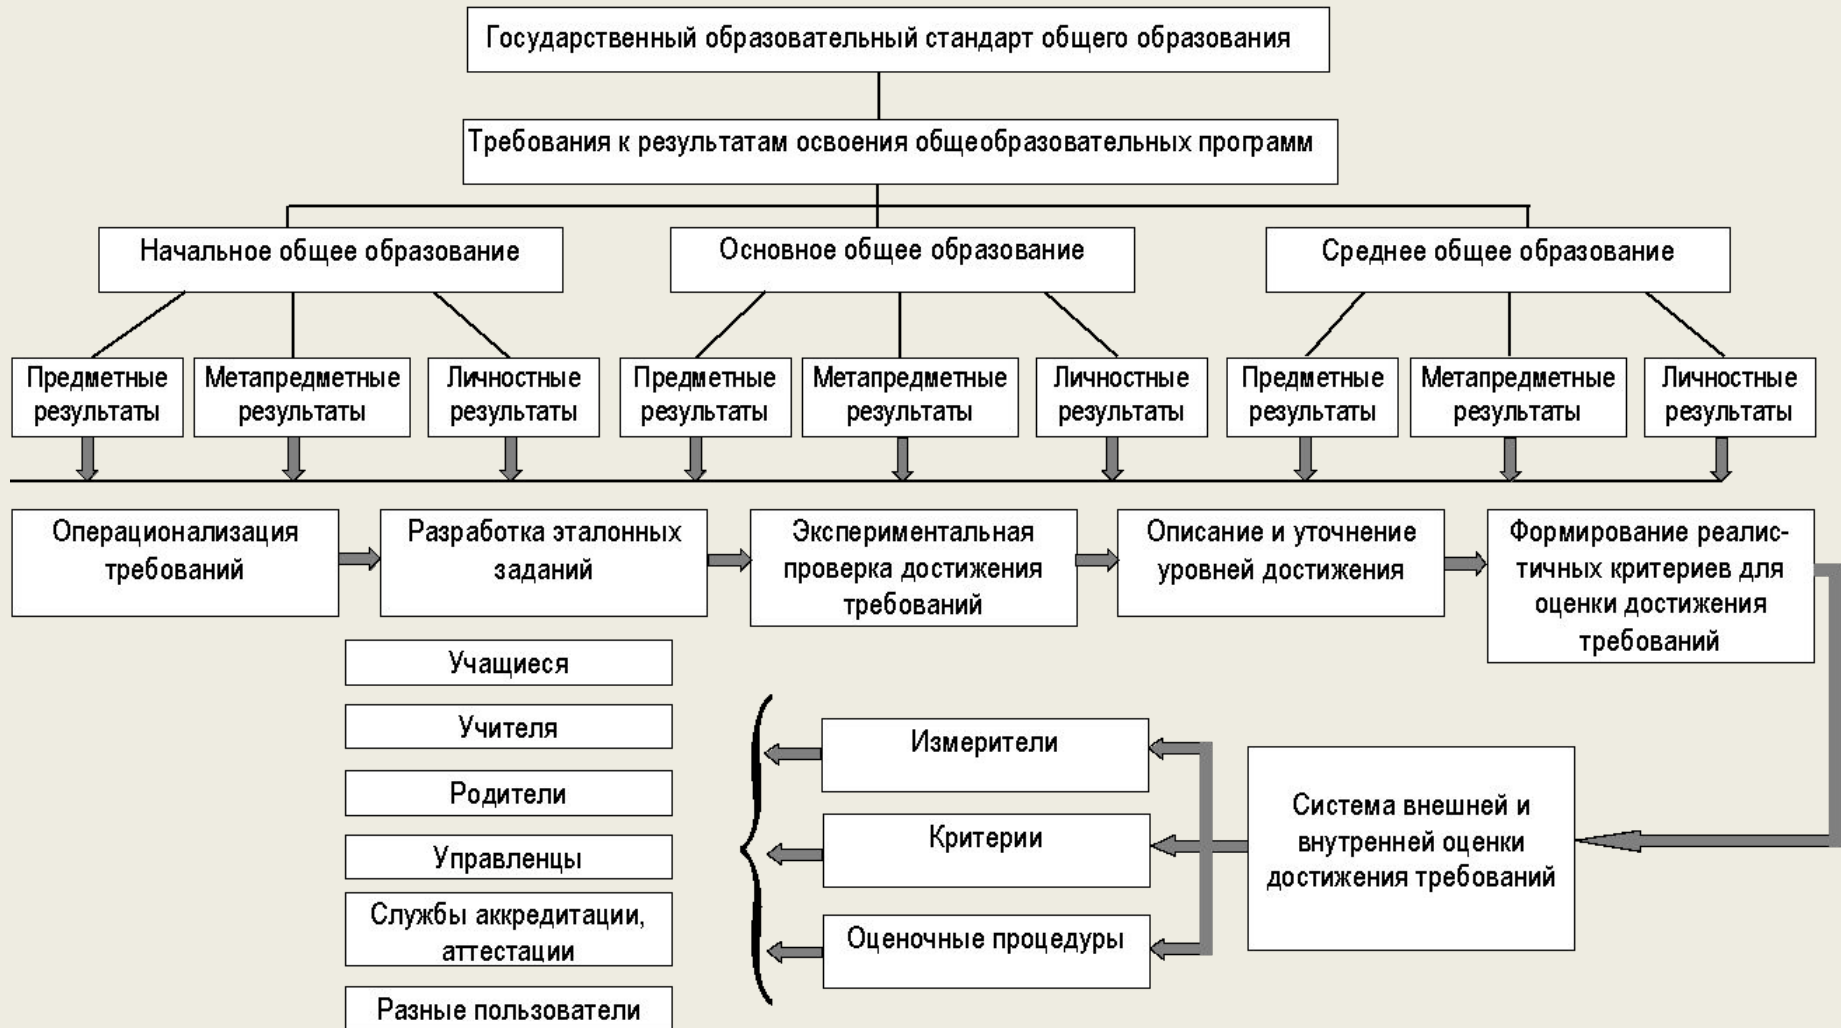 Государственный образовательный стандарт общего образования
Требования к результатам освоения общеобразовательных программ
Начальное общее образование
Основное общее образование
Среднее общее образование
Предметные
результаты
Метапредметные
результаты
Личностные
результаты
Предметные
результаты
Метапредметные
результаты
Личностные
результаты
Предметные
результаты
Метапредметные
результаты
Личностные
результаты
Операционализация
требований
Разработка эталонных
заданий
Экспериментальная
проверка достижения
требований
Описание и уточнение
уровней достижения
Формирование реалис-
тичных критериев для
оценки достижения
требований
Учащиеся
Учителя
Родители
Управленцы
Службы аккредитации,
аттестации
Разные пользователи
Измерители
Критерии
Оценочные процедуры
Система внешней и
внутренней оценки
достижения требований